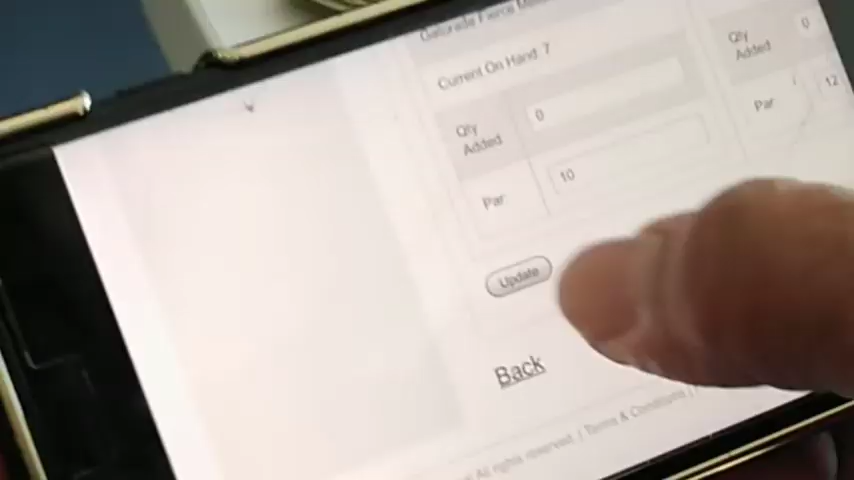 Gatorade Fierce
Current On Hand 7
Qty Added
0
Par
10
Qty Added
0
Par
12
Update
Back
All rights reserved. / Terms & Conditions /